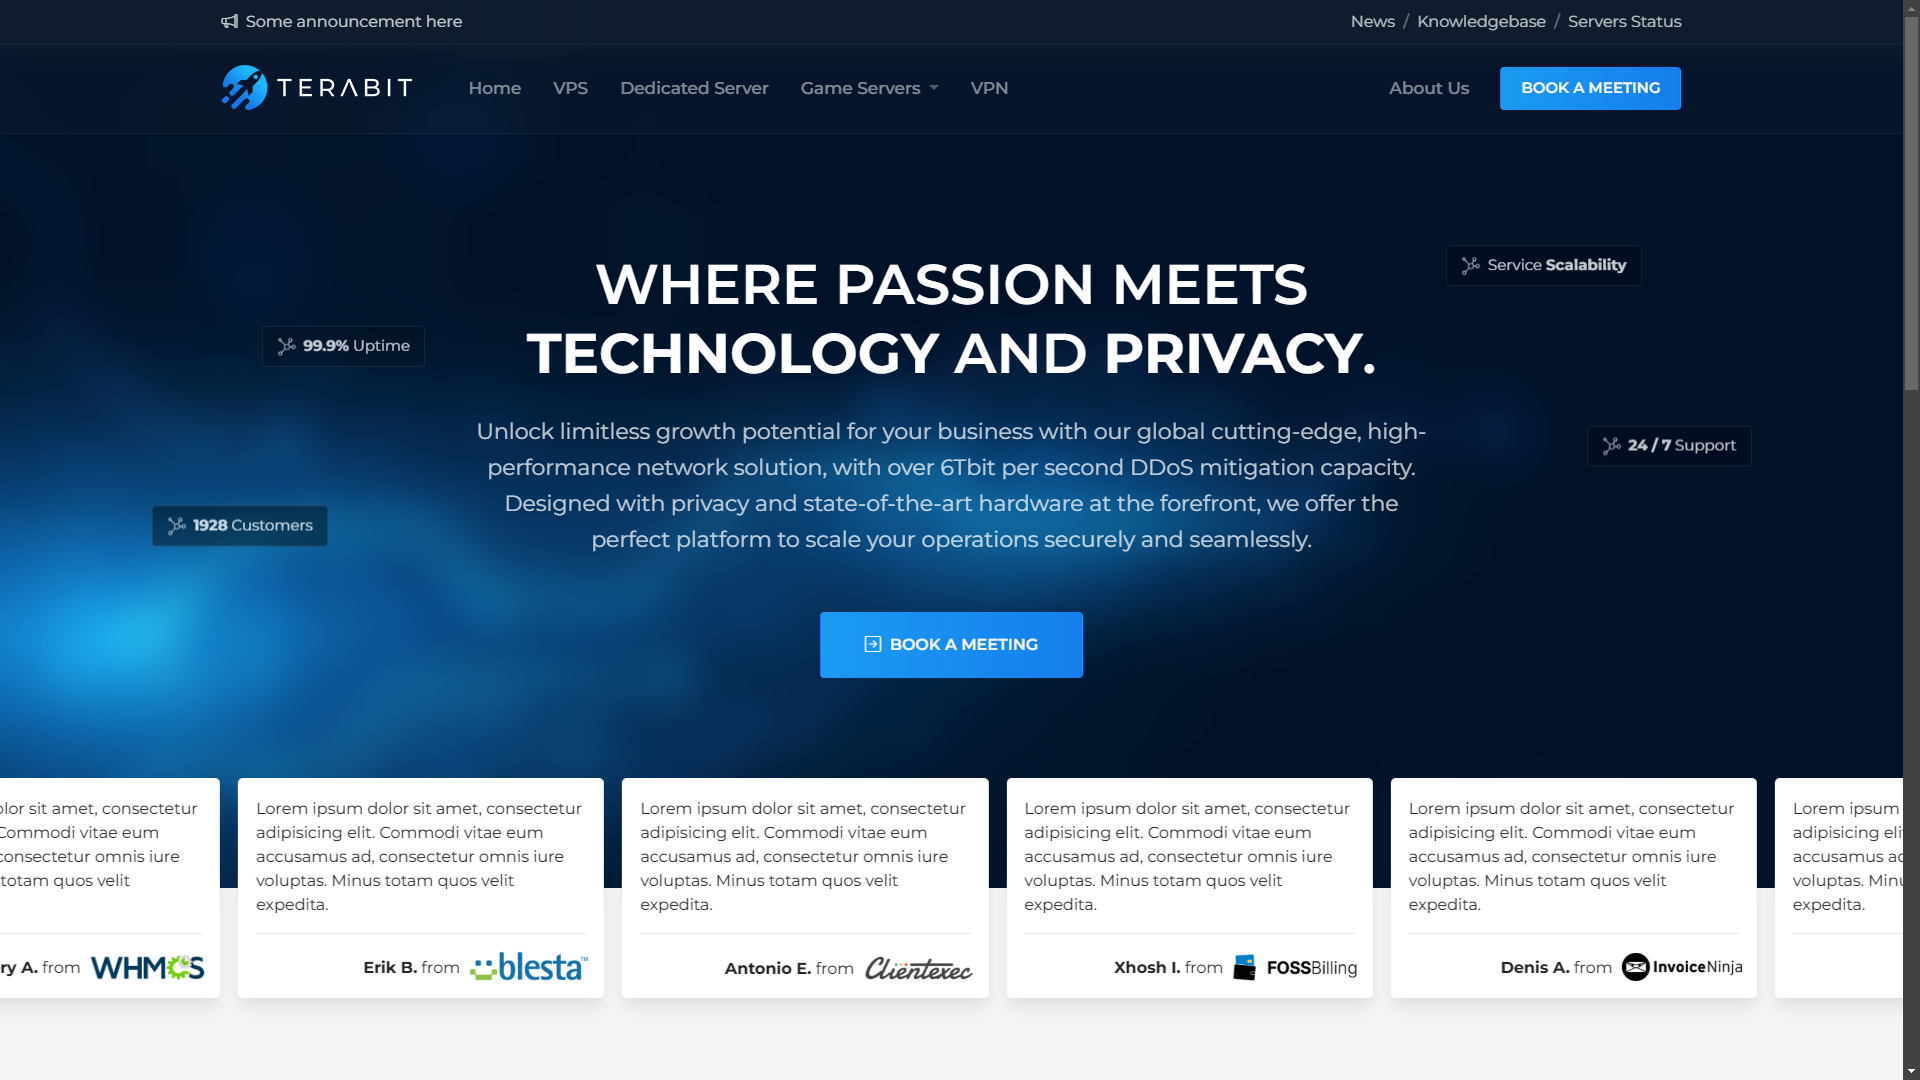 Some announcement here
News / Knowledgebase / Servers Status
TERABIT
Home
VPS
Dedicated Server
Game Servers
VPN
About Us
BOOK A MEETING
WHERE PASSION MEETS
TECHNOLOGY AND PRIVACY.
Service Scalability
99.9% Uptime
24 / 7 Support
1928 Customers
Unlock limitless growth potential for your business with our global cutting-edge, high-
performance network solution, with over 6Tbit per second DDoS mitigation capacity.
Designed with privacy and state-of-the-art hardware at the forefront, we offer the
perfect platform to scale your operations securely and seamlessly.
BOOK A MEETING
olor sit amet, consectetur
Commodi vitae eum
consectetur omnis iure
totam quos velit
ry A. from WHMCS
Lorem ipsum dolor sit amet, consectetur
adipisicing elit. Commodi vitae eum
accusamus ad, consectetur omnis iure
voluptas. Minus totam quos velit
expedita.
Erik B. from blesta™
Lorem ipsum dolor sit amet, consectetur
adipisicing elit. Commodi vitae eum
accusamus ad, consectetur omnis iure
voluptas. Minus totam quos velit
expedita.
Antonio E. from Clientexec
Lorem ipsum dolor sit amet, consectetur
adipisicing elit. Commodi vitae eum
accusamus ad, consectetur omnis iure
voluptas. Minus totam quos velit
expedita.
Xhosh I. from FOSSBilling
Lorem ipsum dolor sit amet, consectetur
adipisicing elit. Commodi vitae eum
accusamus ad, consectetur omnis iure
voluptas. Minus totam quos velit
expedita.
Denis A. from InvoiceNinja
Lorem ipsum
adipisicing eli
accusamus ad
voluptas. Minu
expedita.